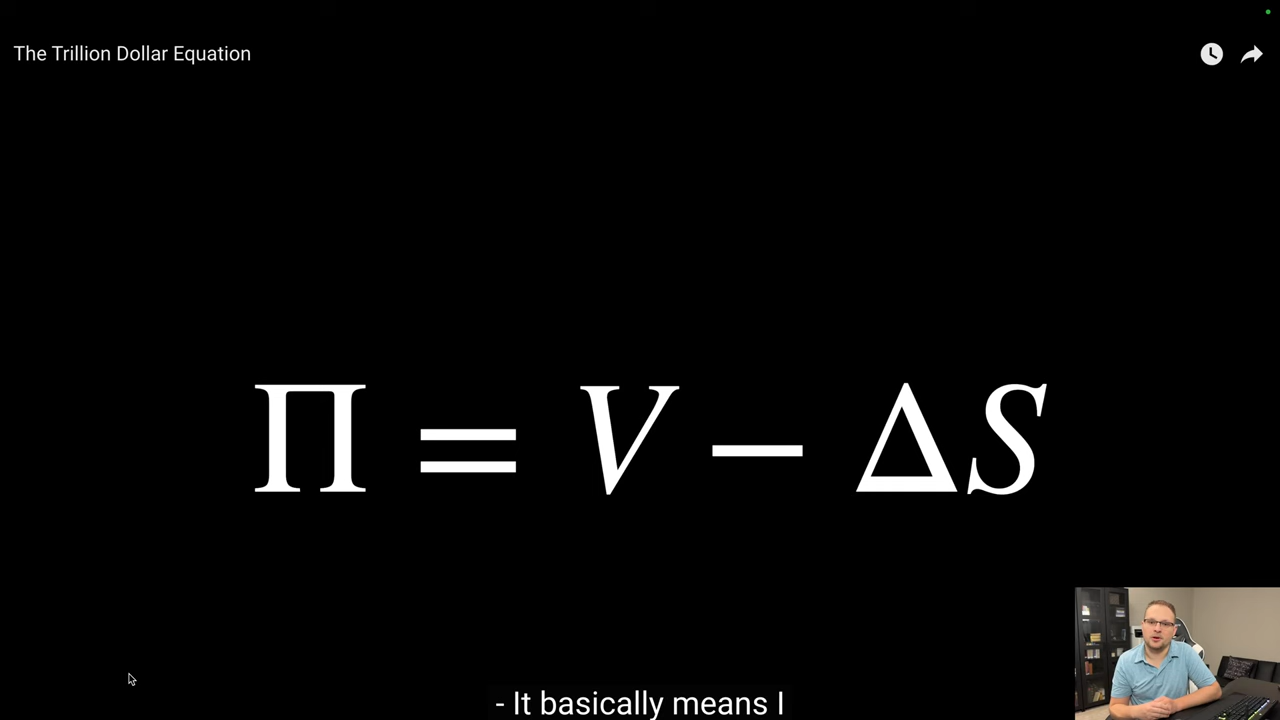 The Trillion Dollar Equation
Π = V − ΔS
- It basically means I